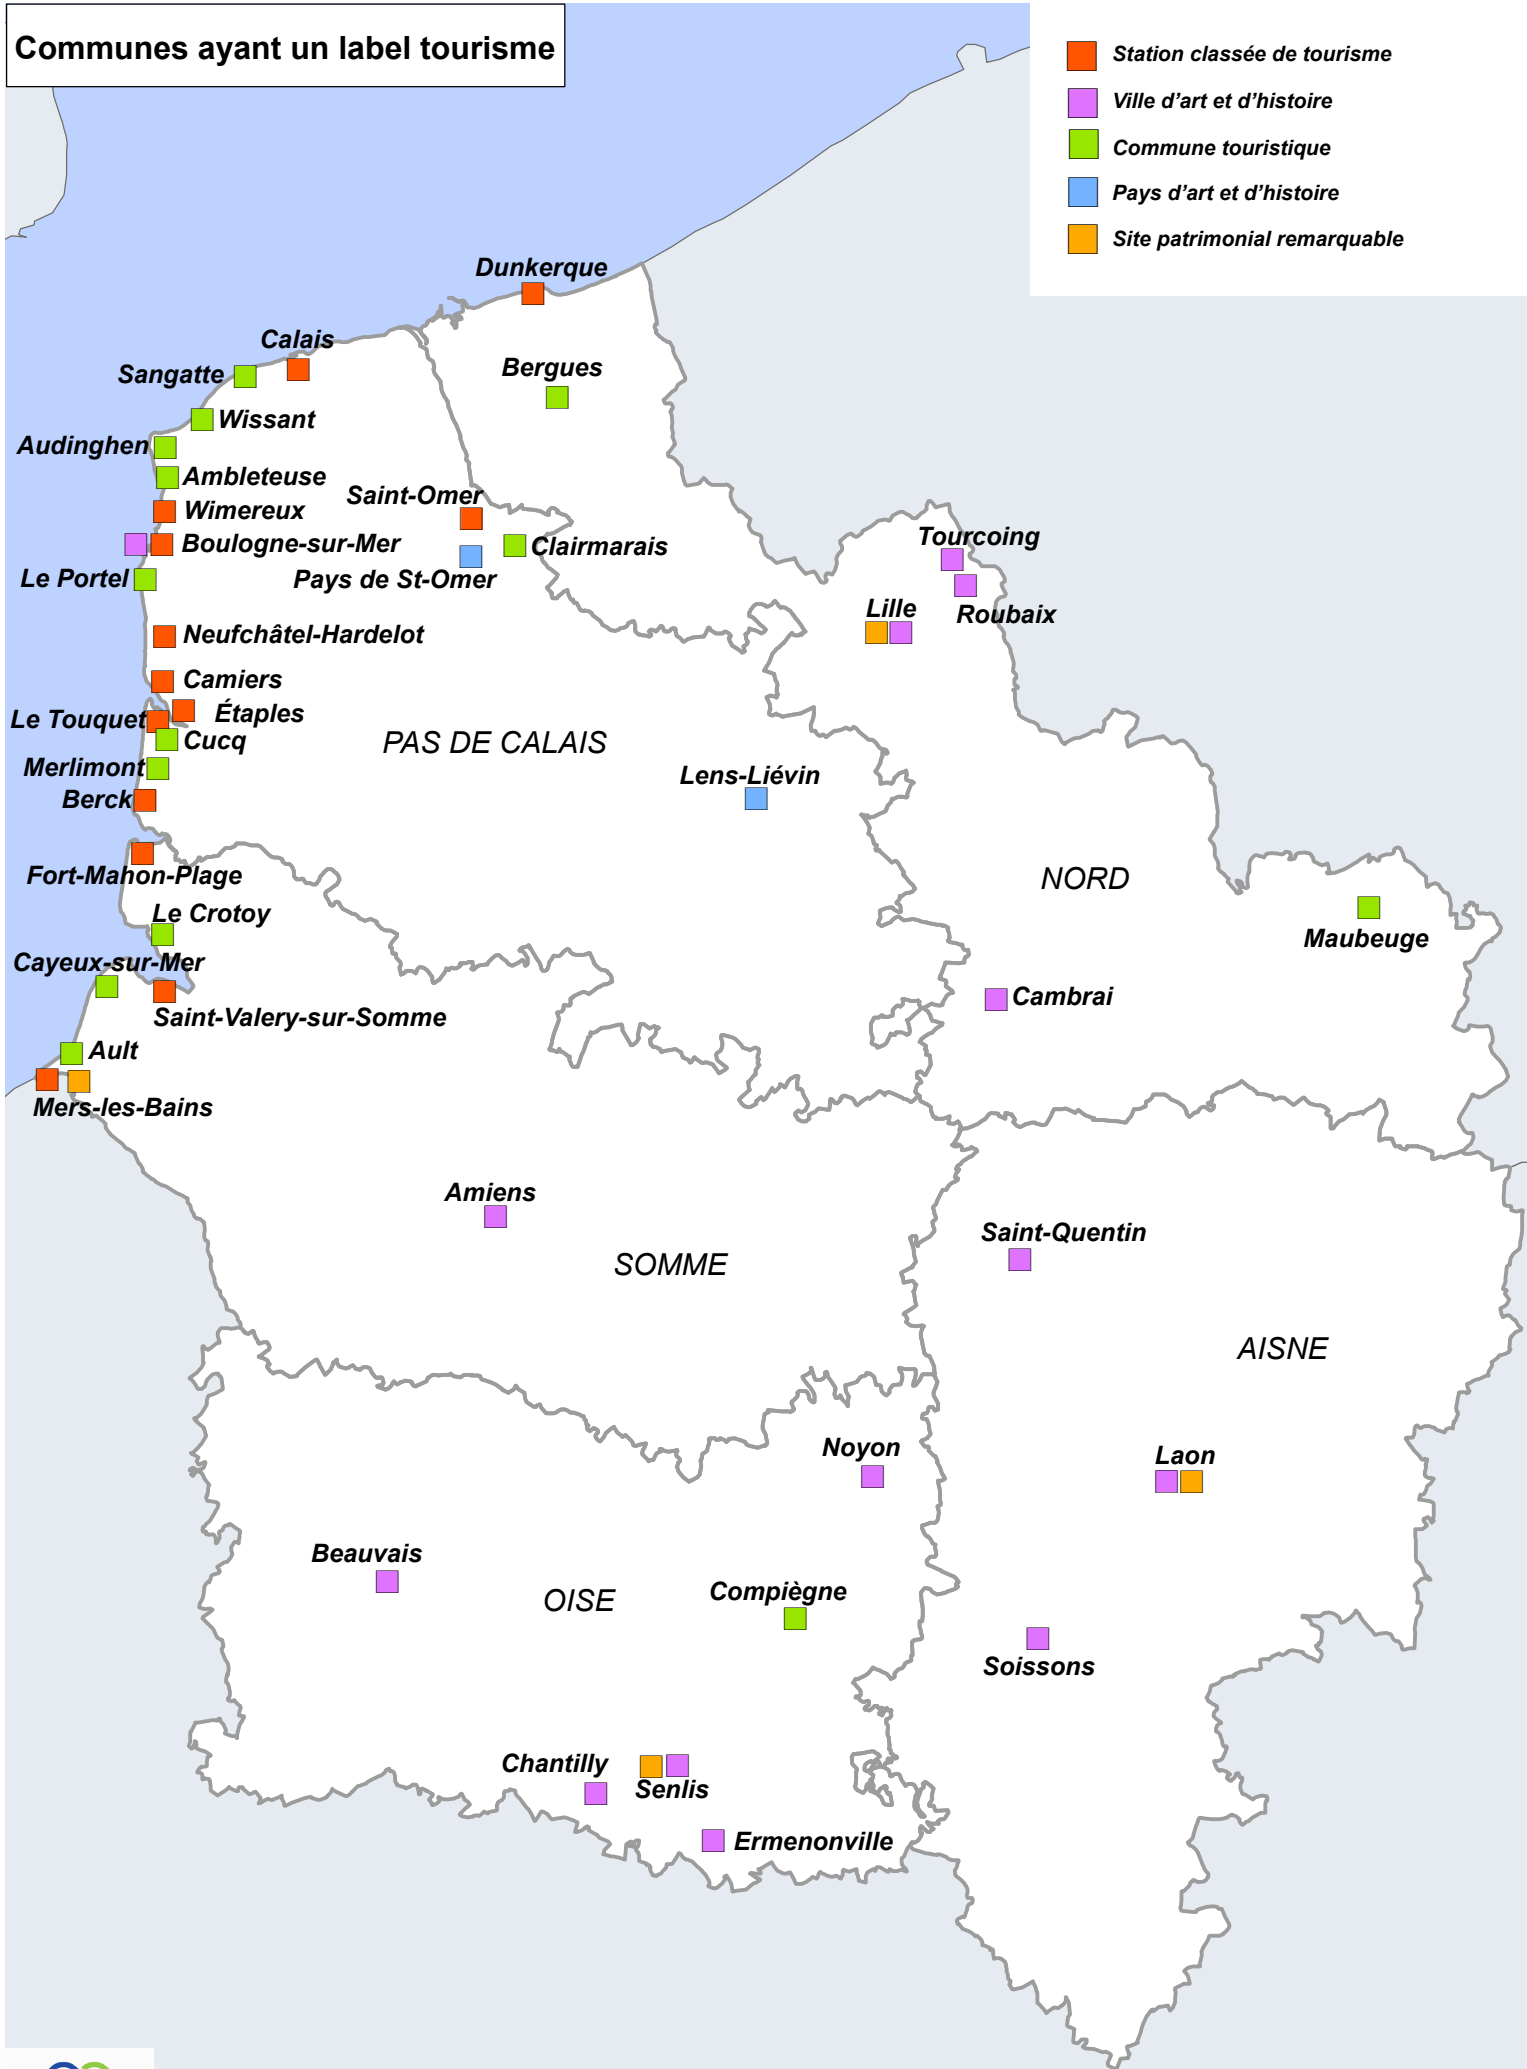 Communes ayant un label tourisme
Station classée de tourisme
Ville d’art et d’histoire
Commune touristique
Pays d’art et d’histoire
Site patrimonial remarquable
Dunkerque
Calais
Sangatte
Bergues
Wissant
Audinghen
Ambleteuse
Saint-Omer
Wimereux
Tourcoing
Boulogne-sur-Mer
Clairmarais
Le Portel
Pays de St-Omer
Lille
Roubaix
Neufchâtel-Hardelot
Camiers
Étaples
Le Touquet
Cucq
PAS DE CALAIS
Merlimont
Lens-Liévin
Berck
Fort-Mahon-Plage
NORD
Le Crotoy
Maubeuge
Cayeux-sur-Mer
Cambrai
Saint-Valery-sur-Somme
Ault
Mers-les-Bains
Amiens
Saint-Quentin
SOMME
AISNE
Noyon
Laon
Beauvais
Compiègne
OISE
Soissons
Chantilly
Senlis
Ermenonville